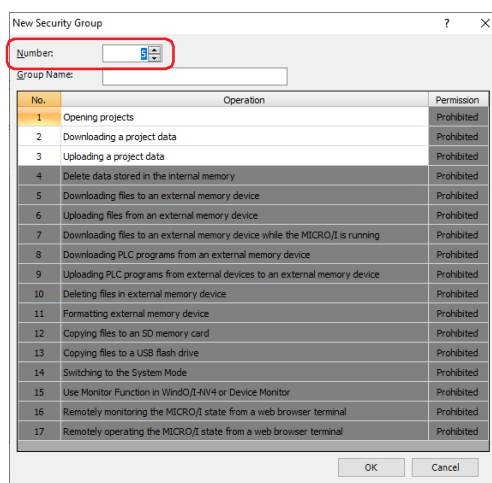 New Security Group ? ×
Number: 5
Group Name:
No. Operation Permission
1 Opening projects Prohibited
2 Downloading a project data Prohibited
3 Uploading a project data Prohibited
4 Delete data stored in the internal memory Prohibited
5 Downloading files to an external memory device Prohibited
6 Uploading files from an external memory device Prohibited
7 Downloading files to an external memory device while the MICRO/I is running Prohibited
8 Downloading PLC programs from an external memory device Prohibited
9 Uploading PLC programs from external devices to an external memory device Prohibited
10 Deleting files in external memory device Prohibited
11 Formatting external memory device Prohibited
12 Copying files to an SD memory card Prohibited
13 Copying files to a USB flash drive Prohibited
14 Switching to the System Mode Prohibited
15 Use Monitor Function in WindO/I-NV4 or Device Monitor Prohibited
16 Remotely monitoring the MICRO/I state from a web browser terminal Prohibited
17 Remotely operating the MICRO/I state from a web browser terminal Prohibited
OK Cancel